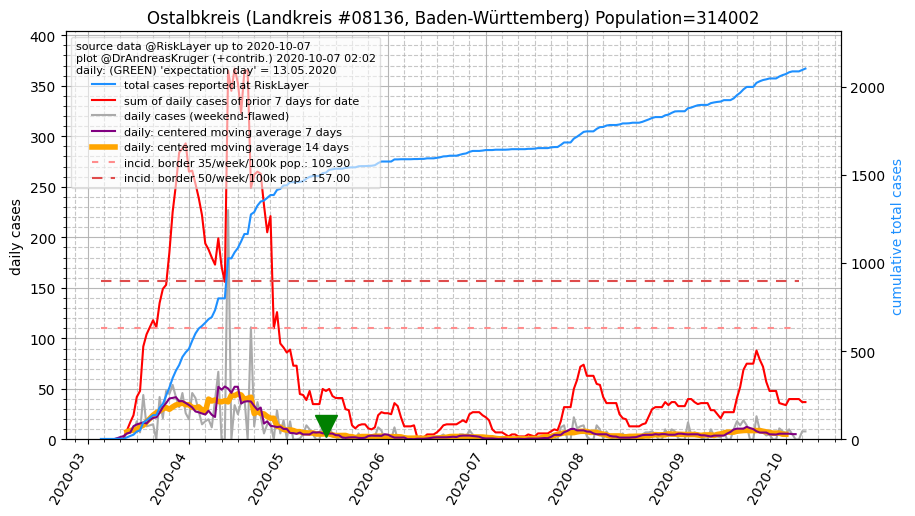 Ostalbkreis (Landkreis #08136, Baden-Württemberg) Population=314002
source data @RiskLayer up to 2020-10-07
plot @DrAndreasKruger (+contrib.) 2020-10-07 02:02
daily: (GREEN) 'expectation day' = 13.05.2020
total cases reported at RiskLayer
sum of daily cases of prior 7 days for date
daily cases (weekend-flawed)
daily: centered moving average 7 days
daily: centered moving average 14 days
incid. border 35/week/100k pop.: 109.90
incid. border 50/week/100k pop.: 157.00
daily cases
400
350
300
250
200
150
100
50
0
cumulative total cases
2000
1500
1000
500
0
2020-03
2020-04
2020-05
2020-06
2020-07
2020-08
2020-09
2020-10